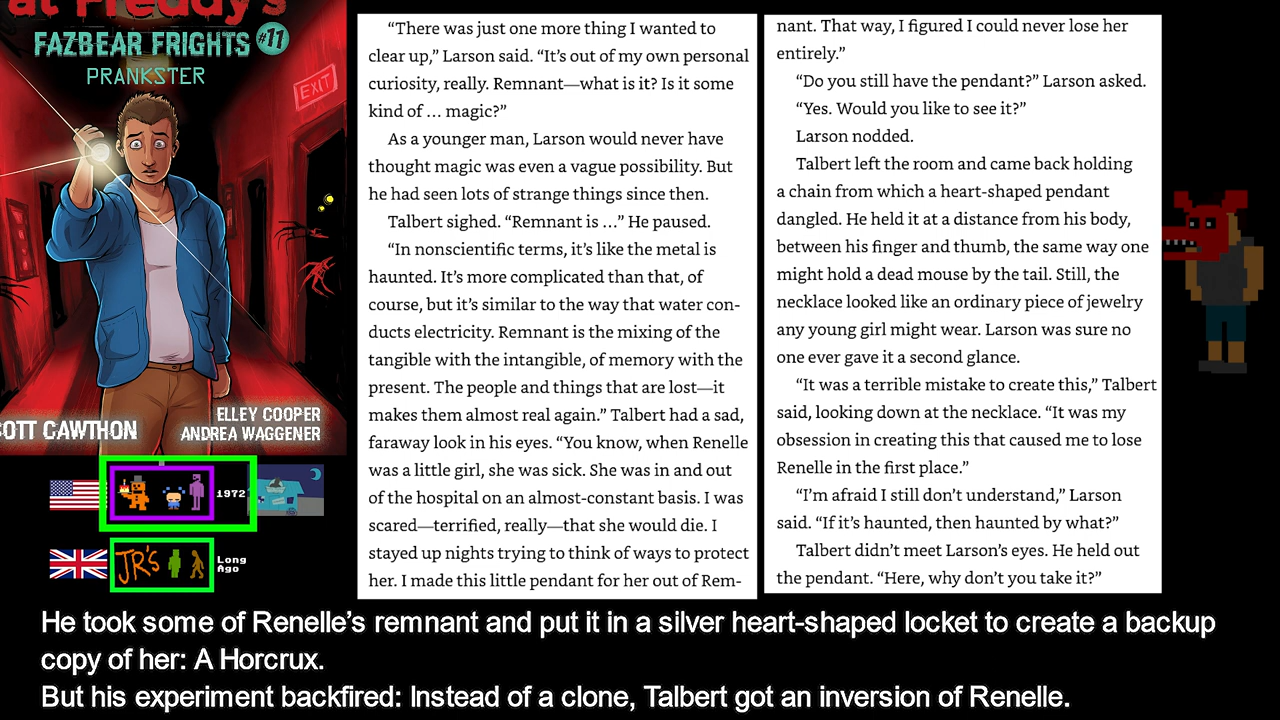 at Freddy's
FAZBEAR FRIGHTS #11
PRANKSTER
EXIT
OTT CAWTHON
ELLEY COOPER
ANDREA WAGGENER
1972
JR'S
Long
Ago
“There was just one more thing I wanted to
clear up,” Larson said. “It’s out of my own personal
curiosity, really. Remnant—what is it? Is it some
kind of … magic?”
As a younger man, Larson would never have
thought magic was even a vague possibility. But
he had seen lots of strange things since then.
Talbert sighed. “Remnant is …” He paused.
“In nonscientific terms, it’s like the metal is
haunted. It’s more complicated than that, of
course, but it’s similar to the way that water con-
ducts electricity. Remnant is the mixing of the
tangible with the intangible, of memory with the
present. The people and things that are lost—it
makes them almost real again.” Talbert had a sad,
faraway look in his eyes. “You know, when Renelle
was a little girl, she was sick. She was in and out
of the hospital on an almost-constant basis. I was
scared—terrified, really—that she would die. I
stayed up nights trying to think of ways to protect
her. I made this little pendant for her out of Rem-
nant. That way, I figured I could never lose her
entirely.”
“Do you still have the pendant?” Larson asked.
“Yes. Would you like to see it?”
Larson nodded.
Talbert left the room and came back holding
a chain from which a heart-shaped pendant
dangled. He held it at a distance from his body,
between his finger and thumb, the same way one
might hold a dead mouse by the tail. Still, the
necklace looked like an ordinary piece of jewelry
any young girl might wear. Larson was sure no
one ever gave it a second glance.
“It was a terrible mistake to create this,” Talbert
said, looking down at the necklace. “It was my
obsession in creating this that caused me to lose
Renelle in the first place.”
“I’m afraid I still don’t understand,” Larson
said. “If it’s haunted, then haunted by what?”
Talbert didn’t meet Larson’s eyes. He held out
the pendant. “Here, why don’t you take it?”
He took some of Renelle’s remnant and put it in a silver heart-shaped locket to create a backup
copy of her: A Horcrux.
But his experiment backfired: Instead of a clone, Talbert got an inversion of Renelle.